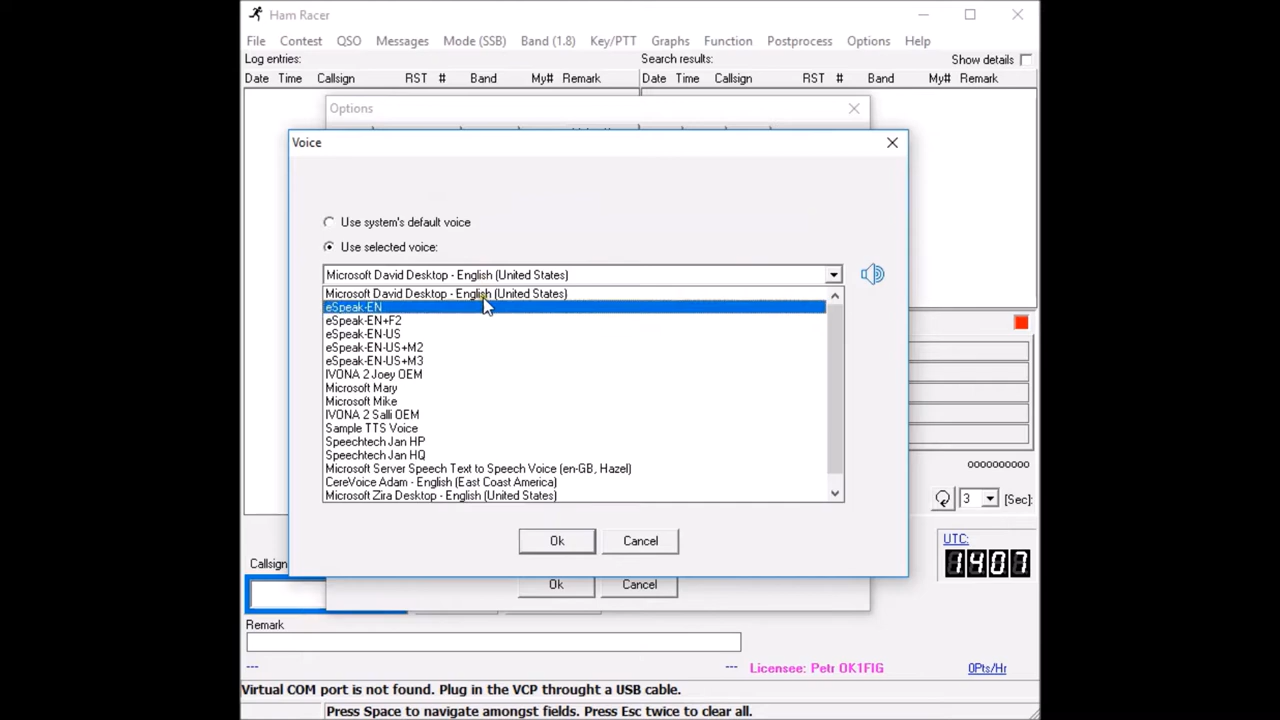 Ham Racer
File Contest QSO Messages Mode (SSB) Band (1.8) Key/PTT Graphs Function Postprocess Options Help
Log entries: Search results: Show details
Date Time Callsign RST # Band My# Remark Date Time Callsign RST # Band My# Remark
Options
Voice
Use system's default voice
Use selected voice:
Microsoft David Desktop - English (United States)
Microsoft David Desktop - English (United States)
eSpeak-EN
eSpeak-EN+F2
eSpeak-EN-US
eSpeak-EN-US+M2
eSpeak-EN-US+M3
IVONA 2 Joey OEM
Microsoft Mary
Microsoft Mike
IVONA 2 Salli OEM
Sample TTS Voice
Speechtech Jan HP
Speechtech Jan HQ
Microsoft Server Speech Text to Speech Voice (en-GB, Hazel)
CereVoice Adam - English (East Coast America)
Microsoft Zira Desktop - English (United States)
oooooooooo
3 [Sec]:
Ok Cancel
UTC:
1407
Callsign
Ok Cancel
Remark
--- --- Licensee: Petr OK1FIG 0Pts/Hr
Virtual COM port is not found. Plug in the VCP throught a USB cable.
Press Space to navigate amongst fields. Press Esc twice to clear all.